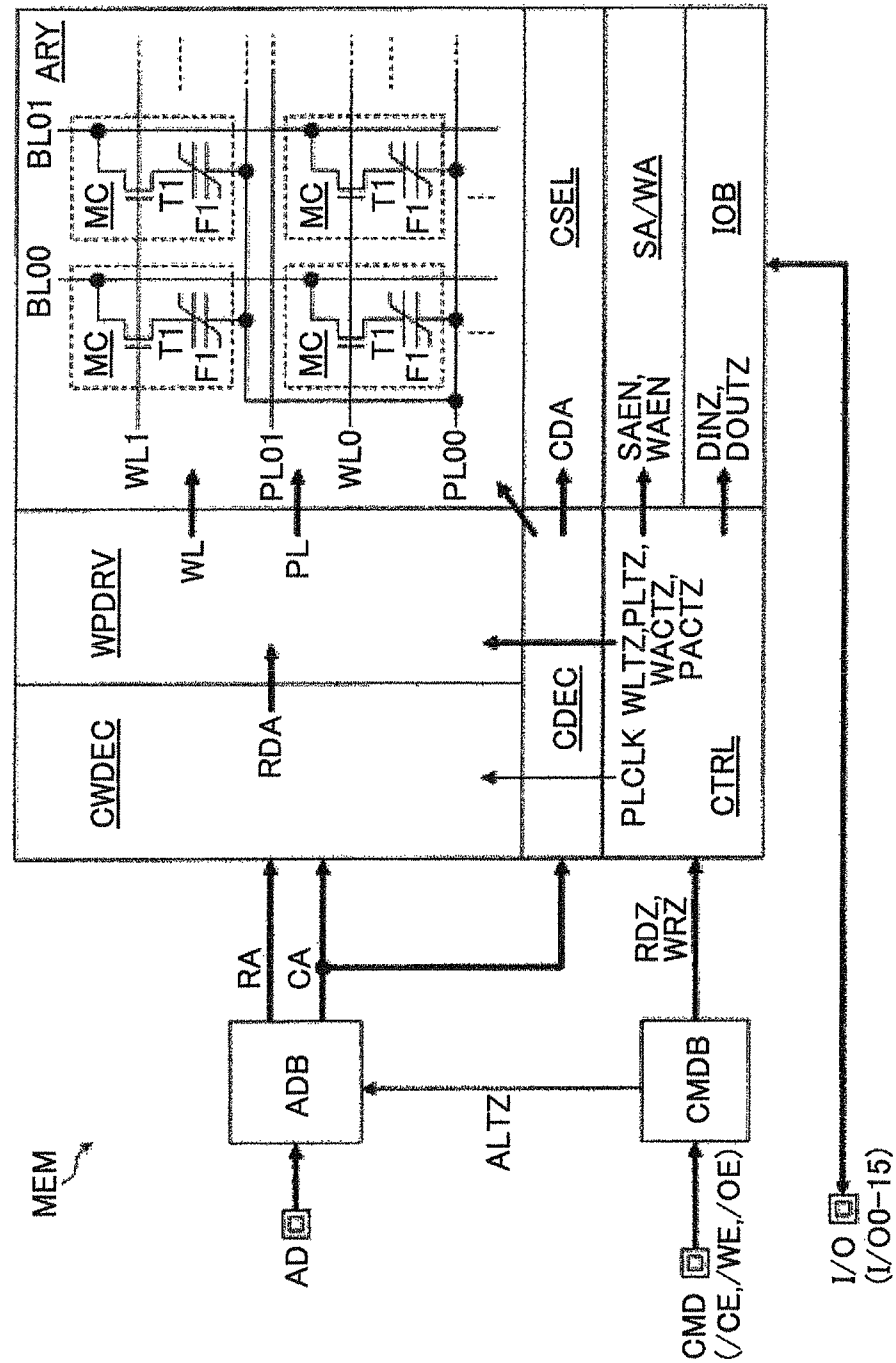 MEM
AD
ADB
RA
CA
ALTZ
CMD
(/CE,/WE,/OE)
CMDB
RDZ,
WRZ
I/O
(I/O0-15)
CWDEC
RDA
WPDRV
WL
PL
CDEC
PLCLK WLTZ,PLTZ,
WACTZ,
PACTZ
CTRL
ARY
BL00
BL01
WL1
PL01
WL0
PL00
MC
T1
F1
MC
T1
F1
MC
T1
F1
MC
T1
F1
CDA
CSEL
SAEN,
WAEN
SA/WA
DINZ,
DOUTZ
IOB